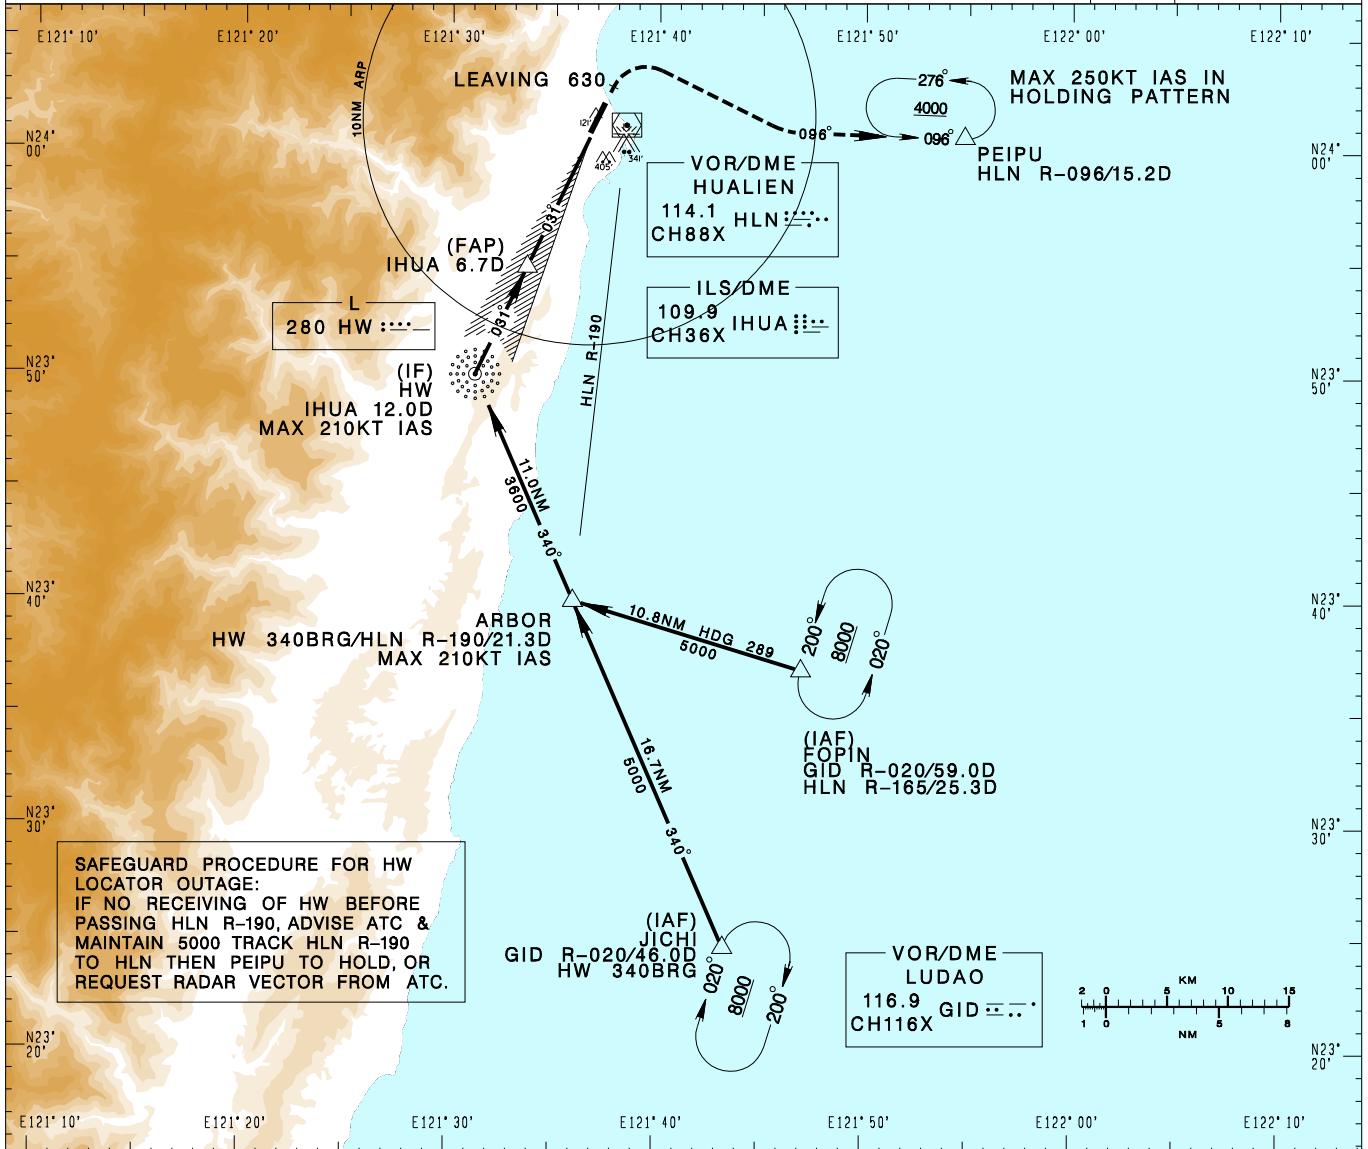 E121°10'
E121°20'
E121°30'
E121°40'
E121°50'
E122°00'
E122°10'
LEAVING 630
10NM ARP
276°
4000
096°
096°
MAX 250KT IAS IN
HOLDING PATTERN
PEIPU
HLN R-096/15.2D
121'
405'
341'
N24°
00'
N24°
00'
VOR/DME
HUALIEN
114.1
CH88X
HLN
031°
(FAP)
IHUA 6.7D
ILS/DME
109.9
CH36X
IHUA
L
280 HW
031°
HLN R-190
N23°
50'
N23°
50'
(IF)
HW
IHUA 12.0D
MAX 210KT IAS
11.0NM
3600
340°
N23°
40'
N23°
40'
ARBOR
HW 340BRG/HLN R-190/21.3D
MAX 210KT IAS
10.8NM HDG 289
5000
200°
8000
020°
(IAF)
FOPIN
GID R-020/59.0D
HLN R-165/25.3D
16.7NM
5000
340°
N23°
30'
N23°
30'
SAFEGUARD PROCEDURE FOR HW
LOCATOR OUTAGE:
IF NO RECEIVING OF HW BEFORE
PASSING HLN R-190, ADVISE ATC &
MAINTAIN 5000 TRACK HLN R-190
TO HLN THEN PEIPU TO HOLD, OR
REQUEST RADAR VECTOR FROM ATC.
(IAF)
JICHI
GID R-020/46.0D
HW 340BRG
020°
8000
200°
VOR/DME
LUDAO
116.9
CH116X
GID
KM
2 0 5 10 15
1 0 5 8
NM
N23°
20'
N23°
20'
E121°10'
E121°20'
E121°30'
E121°40'
E121°50'
E122°00'
E122°10'